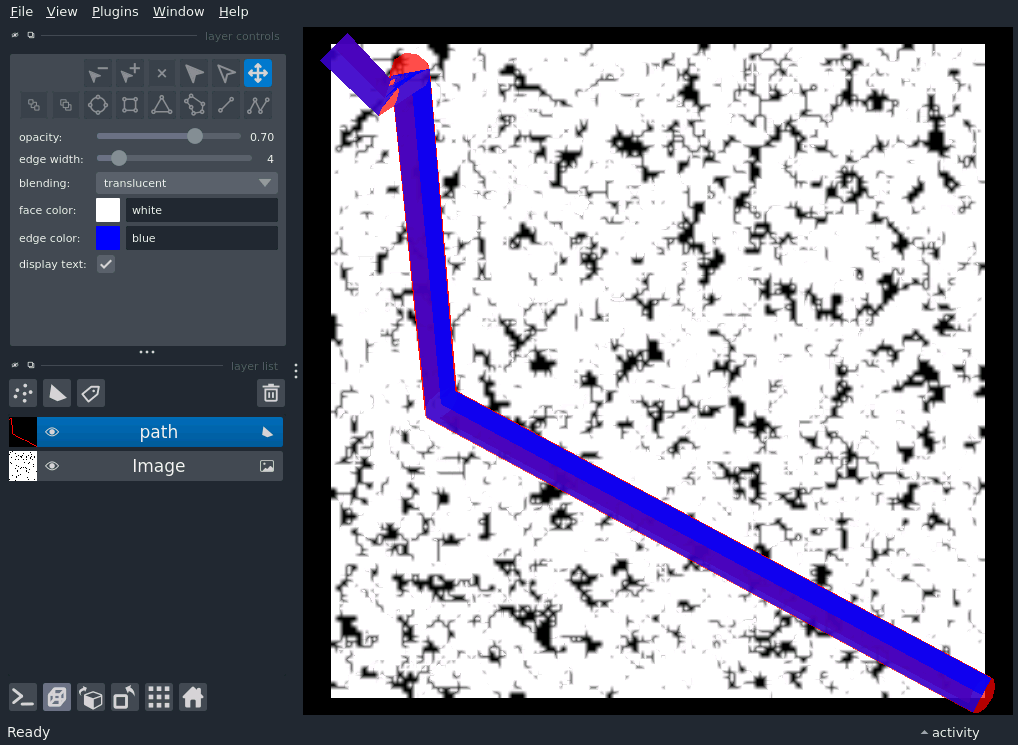 File View Plugins Window Help
layer controls
opacity: 0.70
edge width: 4
blending: translucent
face color: white
edge color: blue
display text:
layer list
path
Image
Ready
activity